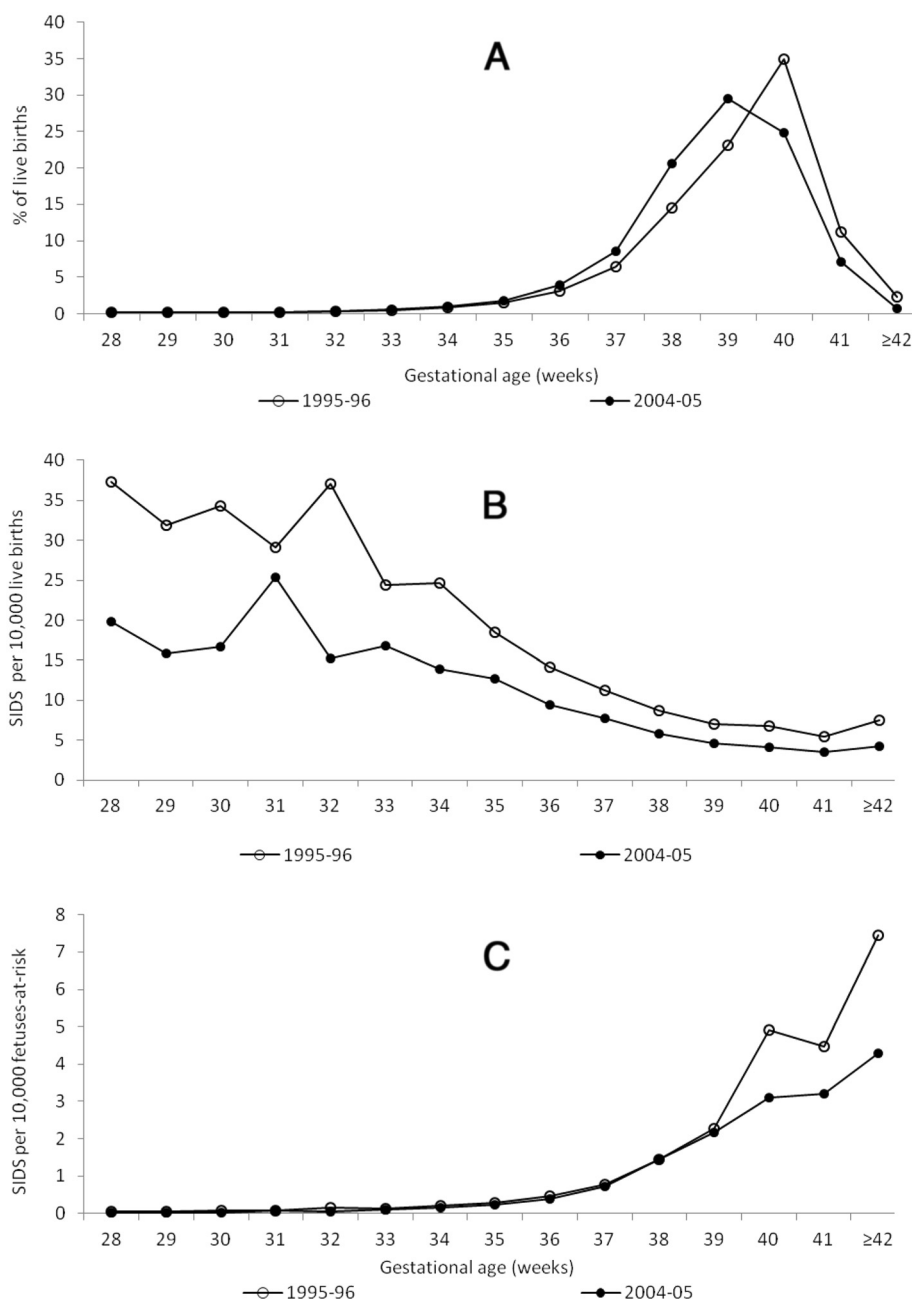 A
% of live births
40
35
30
25
20
15
10
5
0
28 29 30 31 32 33 34 35 36 37 38 39 40 41 ≥42
Gestational age (weeks)
1995-96 2004-05
B
SIDS per 10,000 live births
40
35
30
25
20
15
10
5
0
28 29 30 31 32 33 34 35 36 37 38 39 40 41 ≥42
1995-96 2004-05
C
SIDS per 10,000 fetuses-at-risk
8
7
6
5
4
3
2
1
0
28 29 30 31 32 33 34 35 36 37 38 39 40 41 ≥42
Gestational age (weeks)
1995-96 2004-05